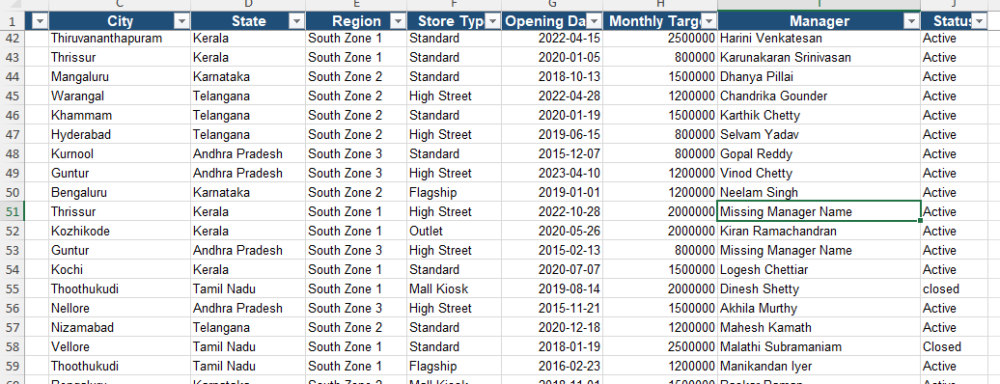 C D E F G H I J
1 City State Region Store Typ Opening Da Monthly Targ Manager Status
42 Thiruvananthapuram Kerala South Zone 1 Standard 2022-04-15 2500000 Harini Venkatesan Active
43 Thrissur Kerala South Zone 1 Standard 2020-01-05 800000 Karunakaran Srinivasan Active
44 Mangaluru Karnataka South Zone 2 Standard 2018-10-13 1500000 Dhanya Pillai Active
45 Warangal Telangana South Zone 2 High Street 2022-04-28 1200000 Chandrika Gounder Active
46 Khammam Telangana South Zone 2 Standard 2020-01-19 1500000 Karthik Chetty Active
47 Hyderabad Telangana South Zone 2 High Street 2019-06-15 800000 Selvam Yadav Active
48 Kurnool Andhra Pradesh South Zone 3 Standard 2015-12-07 800000 Gopal Reddy Active
49 Guntur Andhra Pradesh South Zone 3 High Street 2023-04-10 1200000 Vinod Chetty Active
50 Bengaluru Karnataka South Zone 2 Flagship 2019-01-01 1200000 Neelam Singh Active
51 Thrissur Kerala South Zone 1 High Street 2022-10-28 2000000 Missing Manager Name Active
52 Kozhikode Kerala South Zone 1 Outlet 2020-05-26 2000000 Kiran Ramachandran Active
53 Guntur Andhra Pradesh South Zone 3 High Street 2015-02-13 800000 Missing Manager Name Active
54 Kochi Kerala South Zone 1 Standard 2020-07-07 1500000 Logesh Chettiar Active
55 Thoothukudi Tamil Nadu South Zone 1 Mall Kiosk 2019-08-14 2000000 Dinesh Shetty closed
56 Nellore Andhra Pradesh South Zone 3 High Street 2015-11-21 1500000 Akhila Murthy Active
57 Nizamabad Telangana South Zone 2 Standard 2020-12-18 1200000 Mahesh Kamath Active
58 Vellore Tamil Nadu South Zone 1 Standard 2018-01-19 2500000 Malathi Subramaniam Closed
59 Thoothukudi Tamil Nadu South Zone 1 Flagship 2016-02-23 1200000 Manikandan Iyer Active